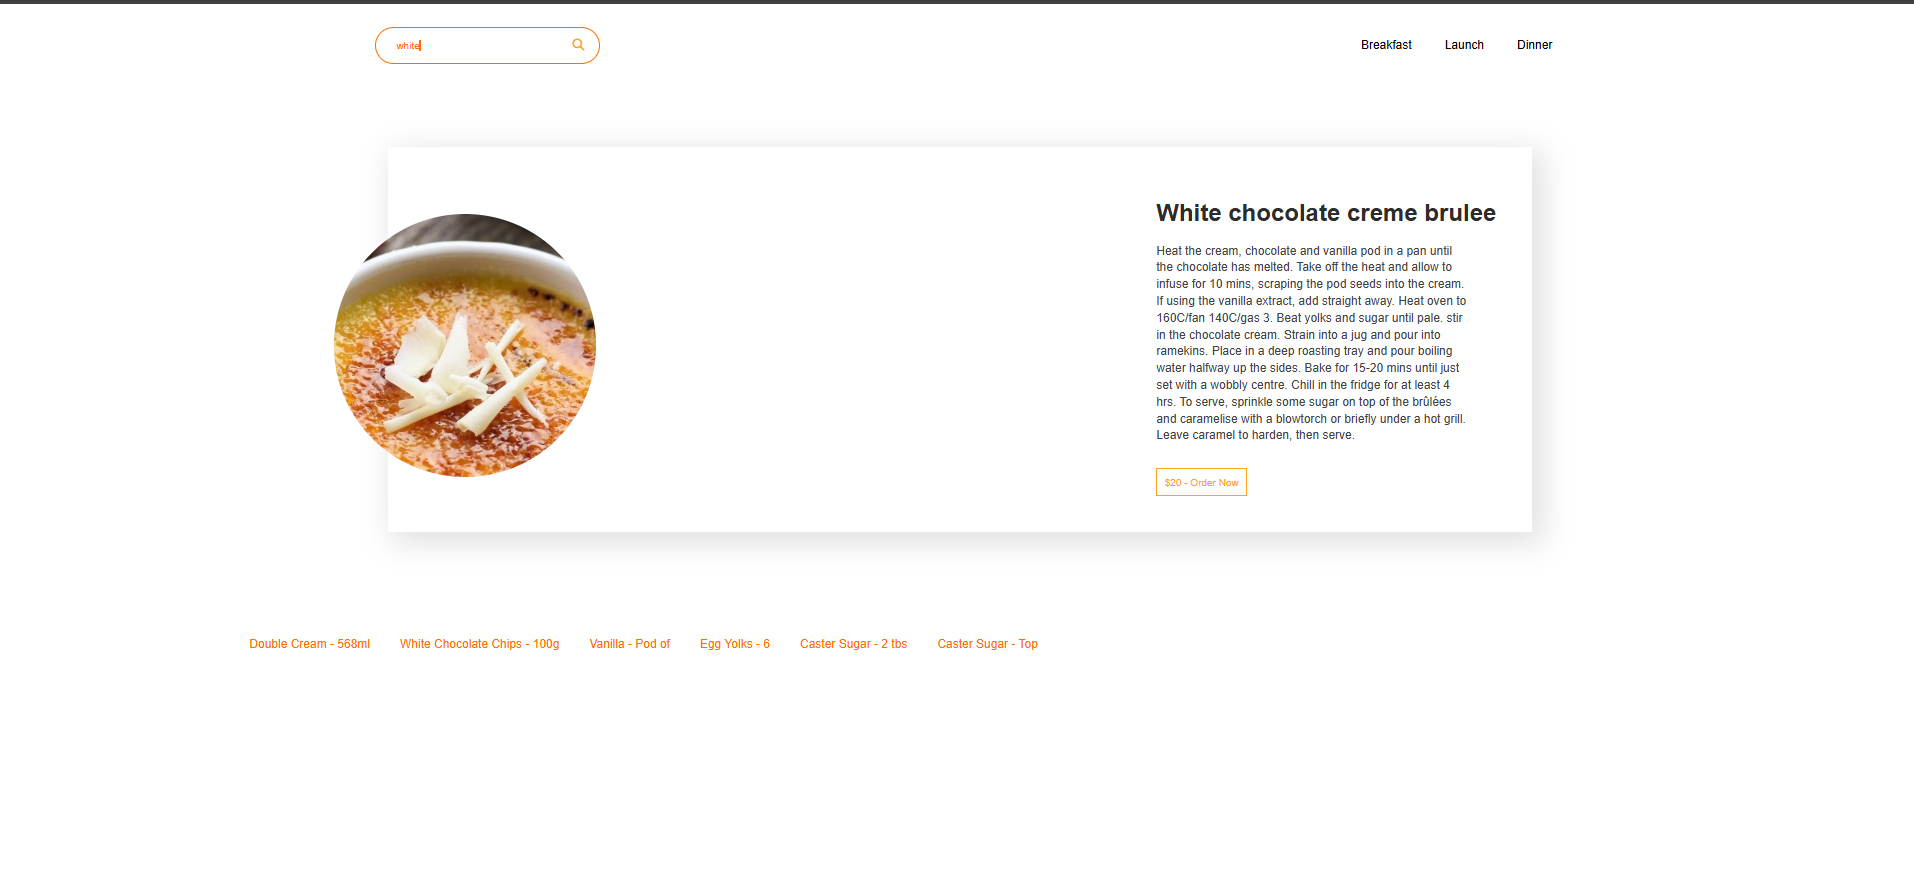 white
Breakfast Launch Dinner
White chocolate creme brulee
Heat the cream, chocolate and vanilla pod in a pan until
the chocolate has melted. Take off the heat and allow to
infuse for 10 mins, scraping the pod seeds into the cream.
If using the vanilla extract, add straight away. Heat oven to
160C/fan 140C/gas 3. Beat yolks and sugar until pale. stir
in the chocolate cream. Strain into a jug and pour into
ramekins. Place in a deep roasting tray and pour boiling
water halfway up the sides. Bake for 15-20 mins until just
set with a wobbly centre. Chill in the fridge for at least 4
hrs. To serve, sprinkle some sugar on top of the brûlées
and caramelise with a blowtorch or briefly under a hot grill.
Leave caramel to harden, then serve.
$20 - Order Now
Double Cream - 568ml White Chocolate Chips - 100g Vanilla - Pod of Egg Yolks - 6 Caster Sugar - 2 tbs Caster Sugar - Top